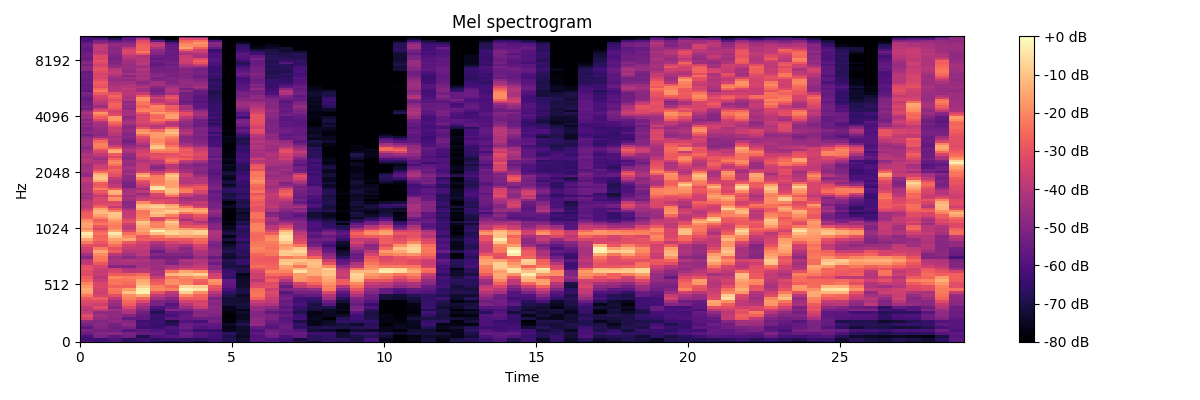 Mel spectrogram
+0 dB
8192
-10 dB
4096
-20 dB
-30 dB
2048
-40 dB
Hz
1024
-50 dB
-60 dB
512
-70 dB
0
-80 dB
0 5 10 15 20 25
Time